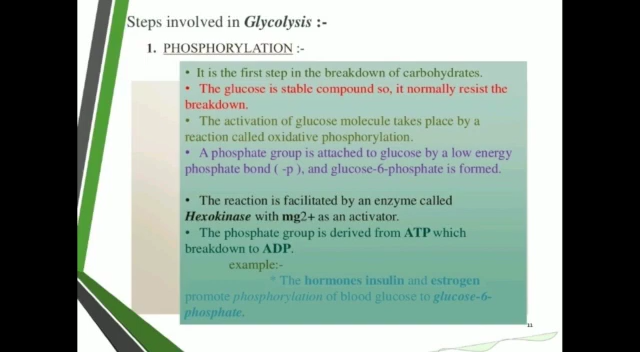 Steps involved in Glycolysis :-
1. PHOSPHORYLATION :-
• It is the first step in the breakdown of carbohydrates.
• The glucose is stable compound so, it normally resist the
breakdown.
• The activation of glucose molecule takes place by a
reaction called oxidative phosphorylation.
• A phosphate group is attached to glucose by a low energy
phosphate bond ( -p ), and glucose-6-phosphate is formed.
• The reaction is facilitated by an enzyme called
Hexokinase with mg2+ as an activator.
• The phosphate group is derived from ATP which
breakdown to ADP.
example:-
* The hormones insulin and estrogen
promote phosphorylation of blood glucose to glucose-6-
phosphate.
11